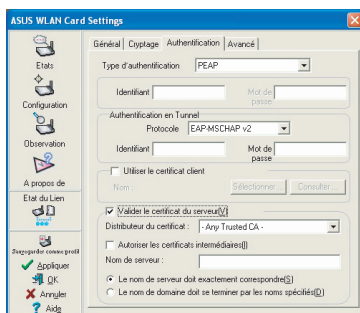 ASUS WLAN Card Settings
Etats
Configuration
Observation
A propos de
Etat du Lien
Sauvegarder comme profil
Appliquer
OK
Annuler
Aide
Général Cryptage Authentification Avancé
Type d'authentification PEAP
Identifiant Mot de passe
Authentification en Tunnel
Protocole EAP-MSCHAP v2
Identifiant Mot de passe
Utiliser le certificat client
Nom : Sélectionner... Consulter...
Valider le certificat du serveur(V)
Distributeur du certificat : - Any Trusted CA -
Autoriser les certificats intermédiaires(I)
Nom de serveur :
Le nom de serveur doit exactement correspondre(S)
Le nom de domaine doit se terminer par les noms spécifiés(D)